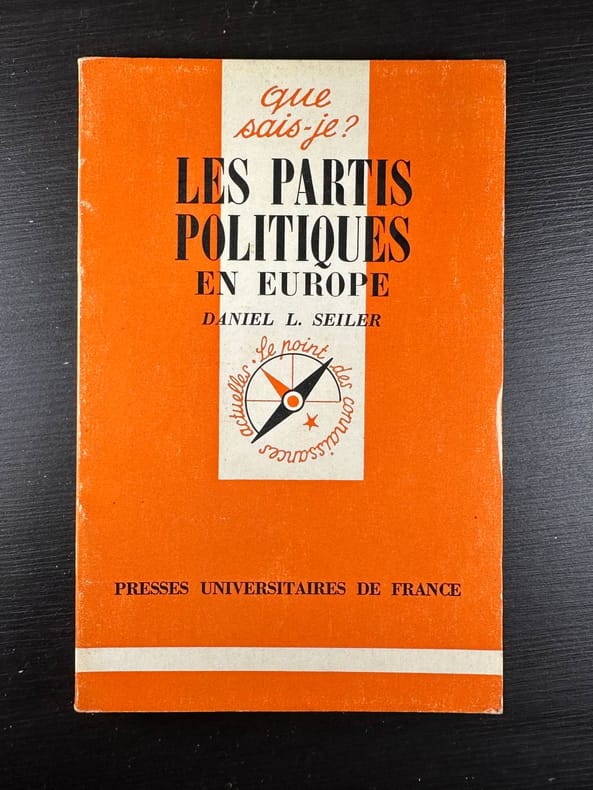 que
sais-je?
LES PARTIS
POLITIQUES
EN EUROPE
DANIEL L. SEILER
Le point des connaissances actuelles.
PRESSES UNIVERSITAIRES DE FRANCE